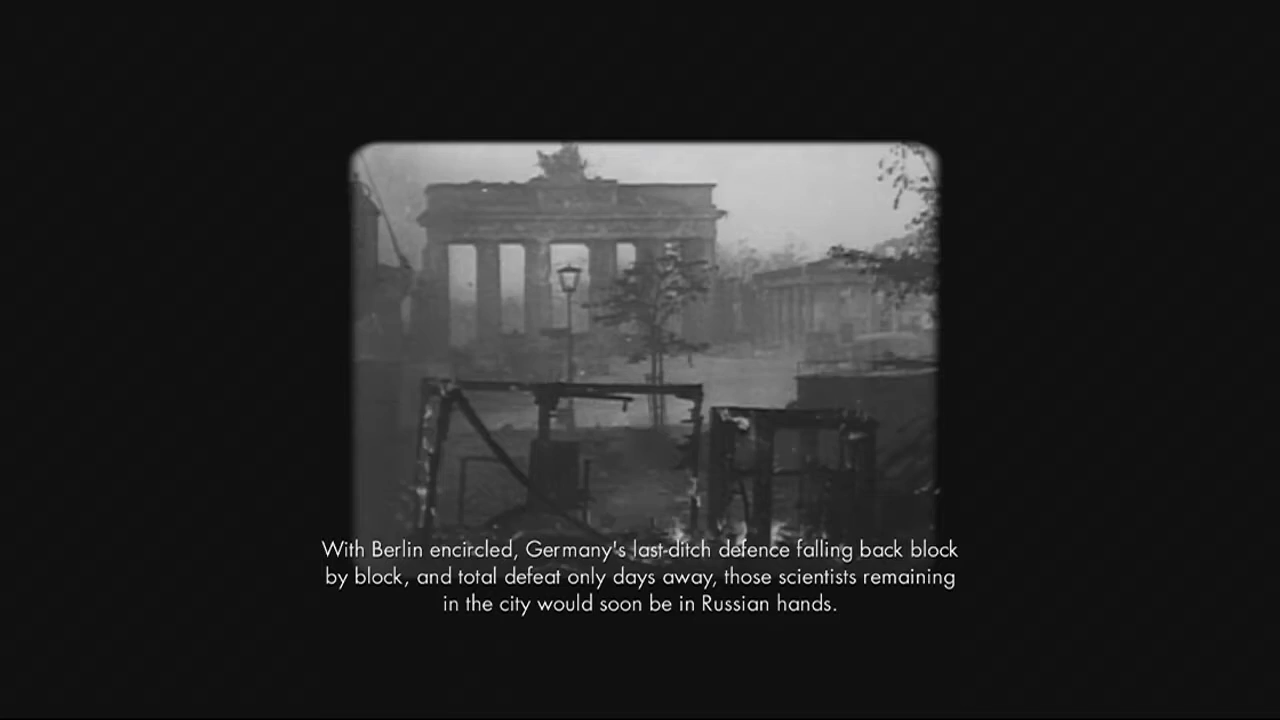 With Berlin encircled, Germany's last-ditch defence falling back block
by block, and total defeat only days away, those scientists remaining
in the city would soon be in Russian hands.